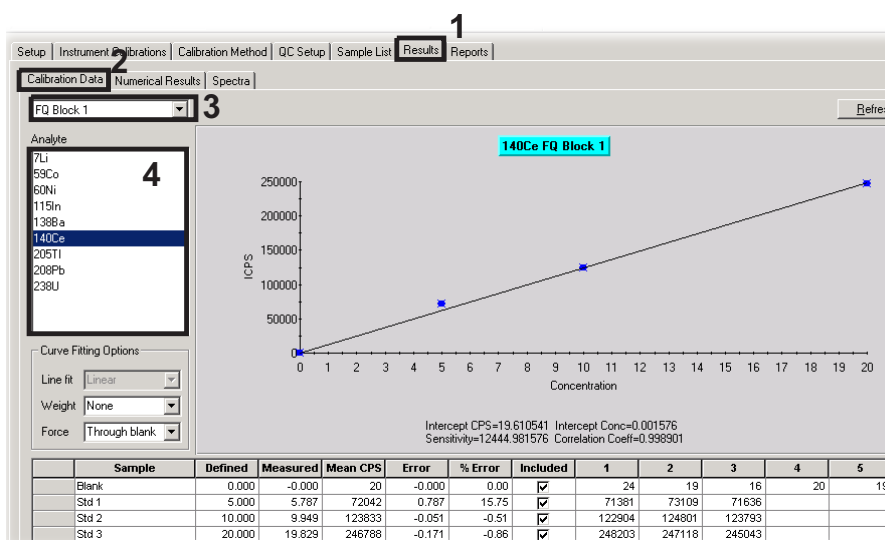 1
Setup Instrument Calibrations Calibration Method QC Setup Sample List Results Reports
2
Calibration Data Numerical Results Spectra
FQ Block 1 3
Analyte
4
7Li
59Co
60Ni
115In
138Ba
140Ce
205Tl
208Pb
238U
Curve Fitting Options
Line fit Linear
Weight None
Force Through blank
140Ce FQ Block 1
250000
200000
150000
100000
50000
0
ICPS
0 1 2 3 4 5 6 7 8 9 10 11 12 13 14 15 16 17 18 19 20
Concentration
Intercept CPS=19.610541 Intercept Conc=0.001576
Sensitivity=12444.981576 Correlation Coeff=0.998901
Sample Defined Measured Mean CPS Error % Error Included 1 2 3 4 5
Blank 0.000 -0.000 20 -0.000 0.00 24 19 16 20
Std 1 5.000 5.787 72042 0.787 15.75 71381 73109 71636
Std 2 10.000 9.949 123833 -0.051 -0.51 122904 124801 123793
Std 3 20.000 19.829 246788 -0.171 -0.86 248203 247118 245043